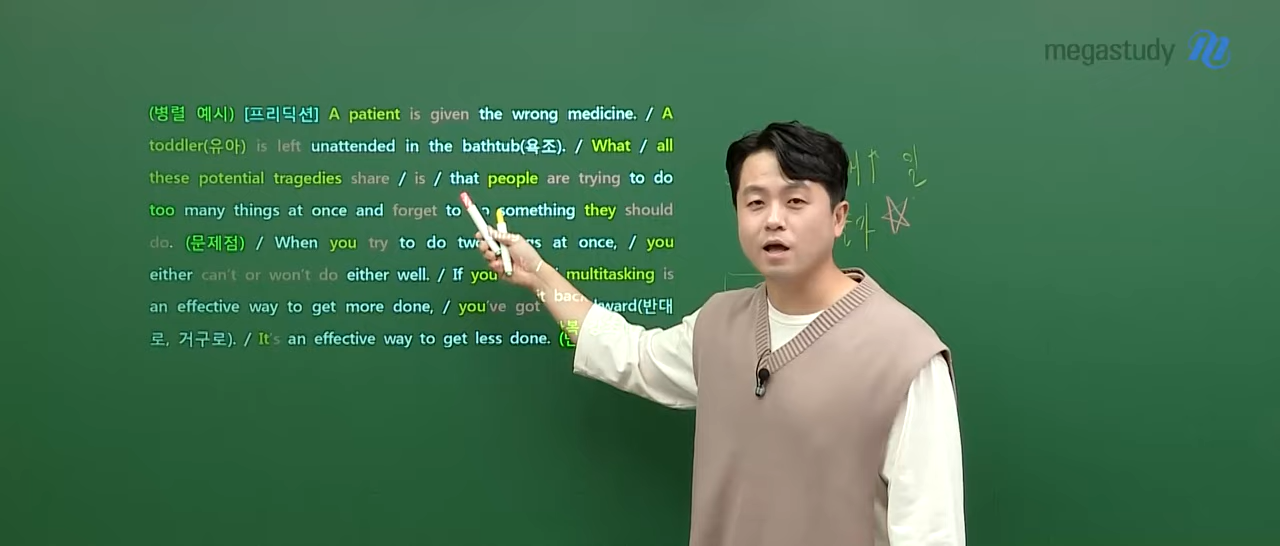 megastudy
(병렬 예시) [프리딕션] A patient is given the wrong medicine. / A
toddler(유아) is left unattended in the bathtub(욕조). / What / all
these potential tragedies share / is / that people are trying to do
too many things at once and forget to do something they should
do. (문제점) / When you try to do two at once, / you
either can't or won't do either well. / If you multitasking is
an effective way to get more done, / you've got it backward(반대
로, 거구로). / It's an effective way to get less done.
일